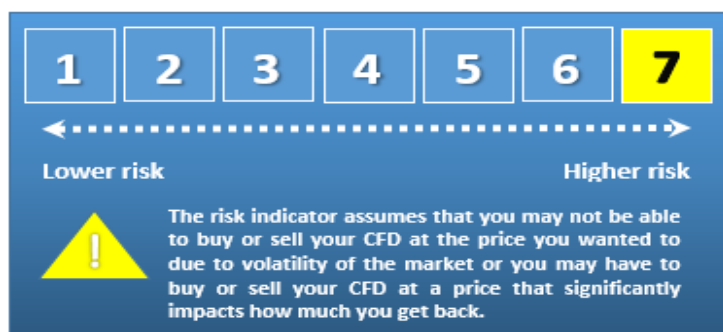 1 2 3 4 5 6 7
Lower risk Higher risk
!
The risk indicator assumes that you may not be able
to buy or sell your CFD at the price you wanted to
due to volatility of the market or you may have to
buy or sell your CFD at a price that significantly
impacts how much you get back.